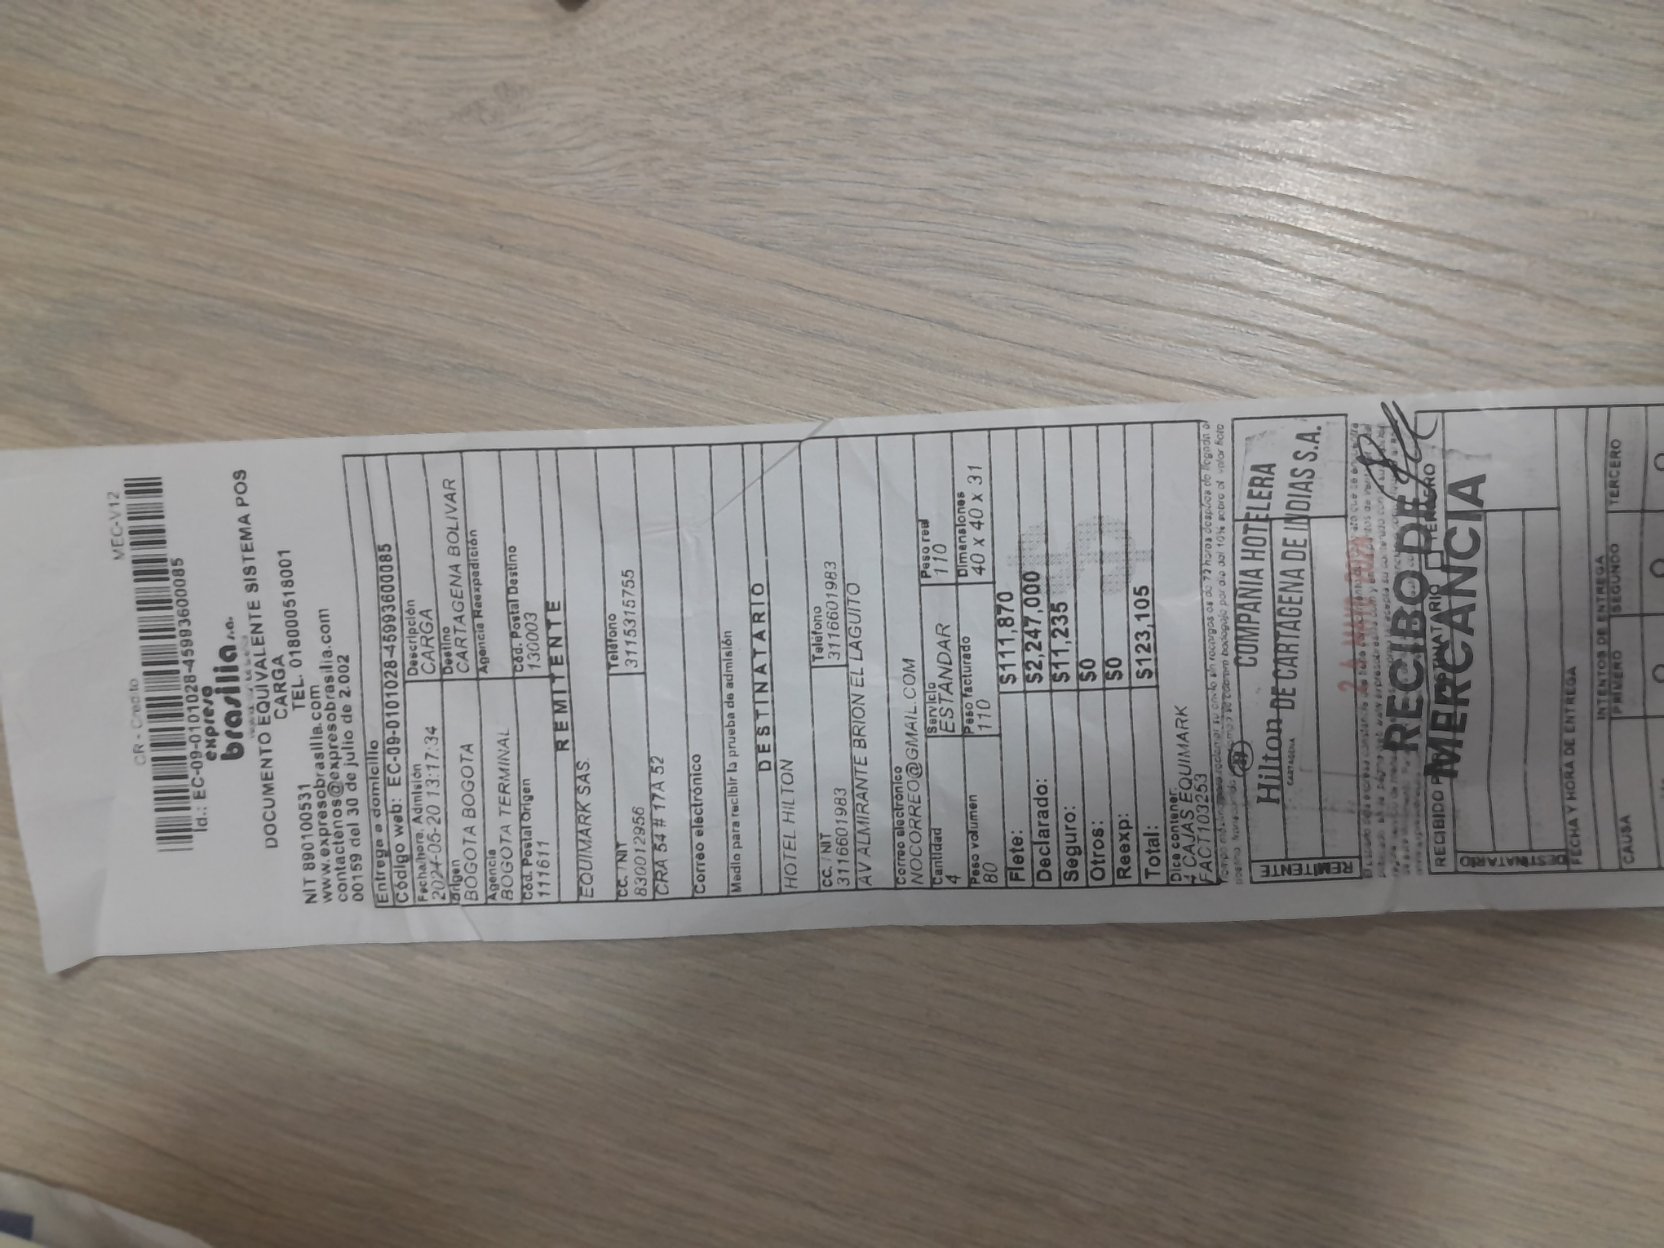 MEC-V12
CR - Credito
Id.: EC-09-0101028-45993600085
expreso
brasilia s.a.
DOCUMENTO EQUIVALENTE SISTEMA POS
CARGA
TEL. 018000518001
NIT 890100531
www.expresobrasilia.com
contactenos@expresobrasilia.com
00159 del 30 de julio de 2.002
Entrega a domicilio
Código web: EC-09-0101028-45993600085
Fecha/hora. Admisión Descripción
2024-05-20 13:17:34 CARGA
Origen Destino
BOGOTA BOGOTA CARTAGENA BOLIVAR
Agencia Agencia Reexpedición
BOGOTA TERMINAL
Cód. Postal Origen Cód. Postal Destino
111611 130003
REMITENTE
EQUIMARK SAS.
CC. / NIT Teléfono
830012956 3115315755
CRA 54 # 17A 52
Correo electrónico
Medio para recibir la prueba de admisión
DESTINATARIO
HOTEL HILTON
CC. / NIT Teléfono
3116601983 3116601983
AV ALMIRANTE BRION EL LAGUITO
Correo electrónico
NOCORREO@GMAIL.COM
Cantidad Servicio Peso real
4 ESTANDAR 110
Peso volumen Peso facturado Dimensiones
80 110 40 x 40 x 31
Flete: $111,870
Declarado: $2,247,000
Seguro: $11,235
Otros: $0
Reexp: $0
Total: $123,105
Dice contener
4 CAJAS EQUIMARK
FACT103253
REMITENTE
Hilton COMPAÑIA HOTELERA
CARTAGENA DE CARTAGENA DE INDIAS S.A.
RECIBO DE
MERCANCIA
RECIBIDO
DESTINATARIO
FECHA Y HORA DE ENTREGA
INTENTOS DE ENTREGA
CAUSA PRIMERO SEGUNDO TERCERO